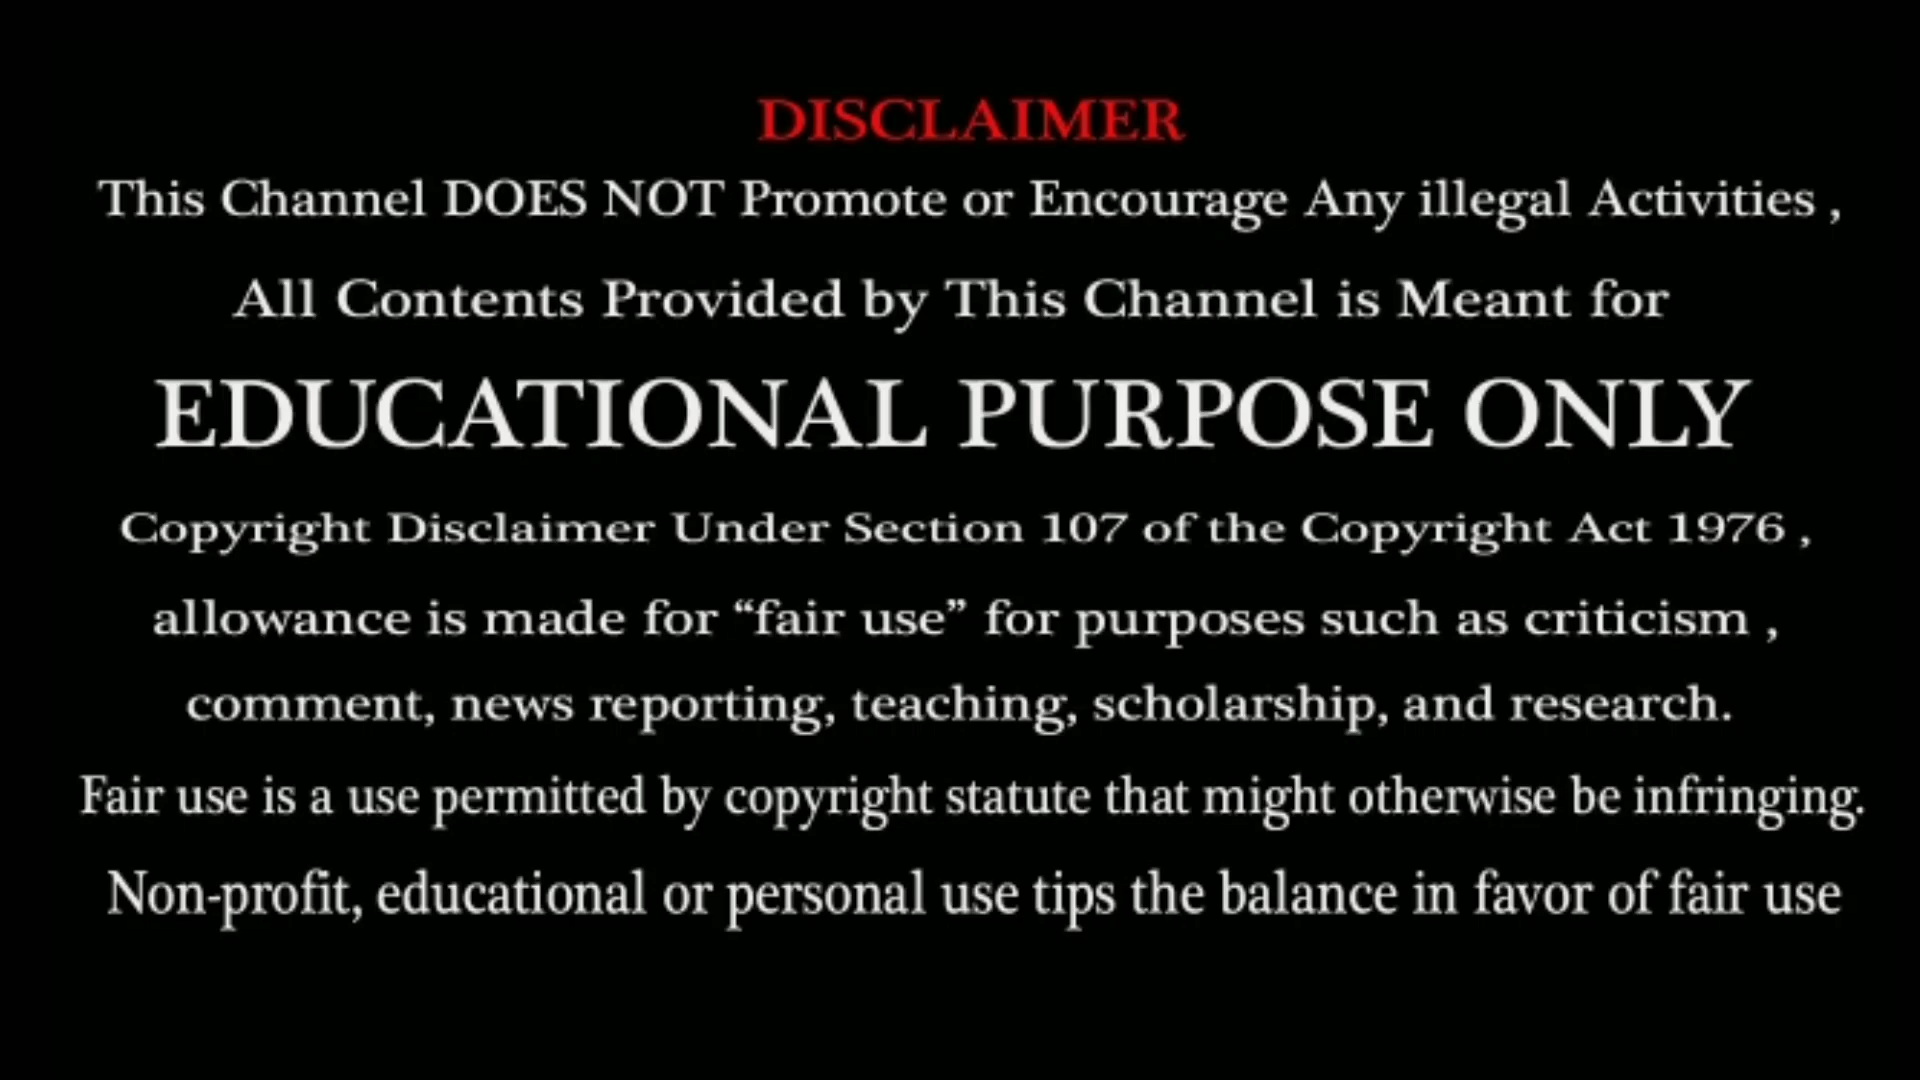 DISCLAIMER
This Channel DOES NOT Promote or Encourage Any illegal Activities ,
All Contents Provided by This Channel is Meant for
EDUCATIONAL PURPOSE ONLY
Copyright Disclaimer Under Section 107 of the Copyright Act 1976 ,
allowance is made for “fair use” for purposes such as criticism ,
comment, news reporting, teaching, scholarship, and research.
Fair use is a use permitted by copyright statute that might otherwise be infringing.
Non-profit, educational or personal use tips the balance in favor of fair use